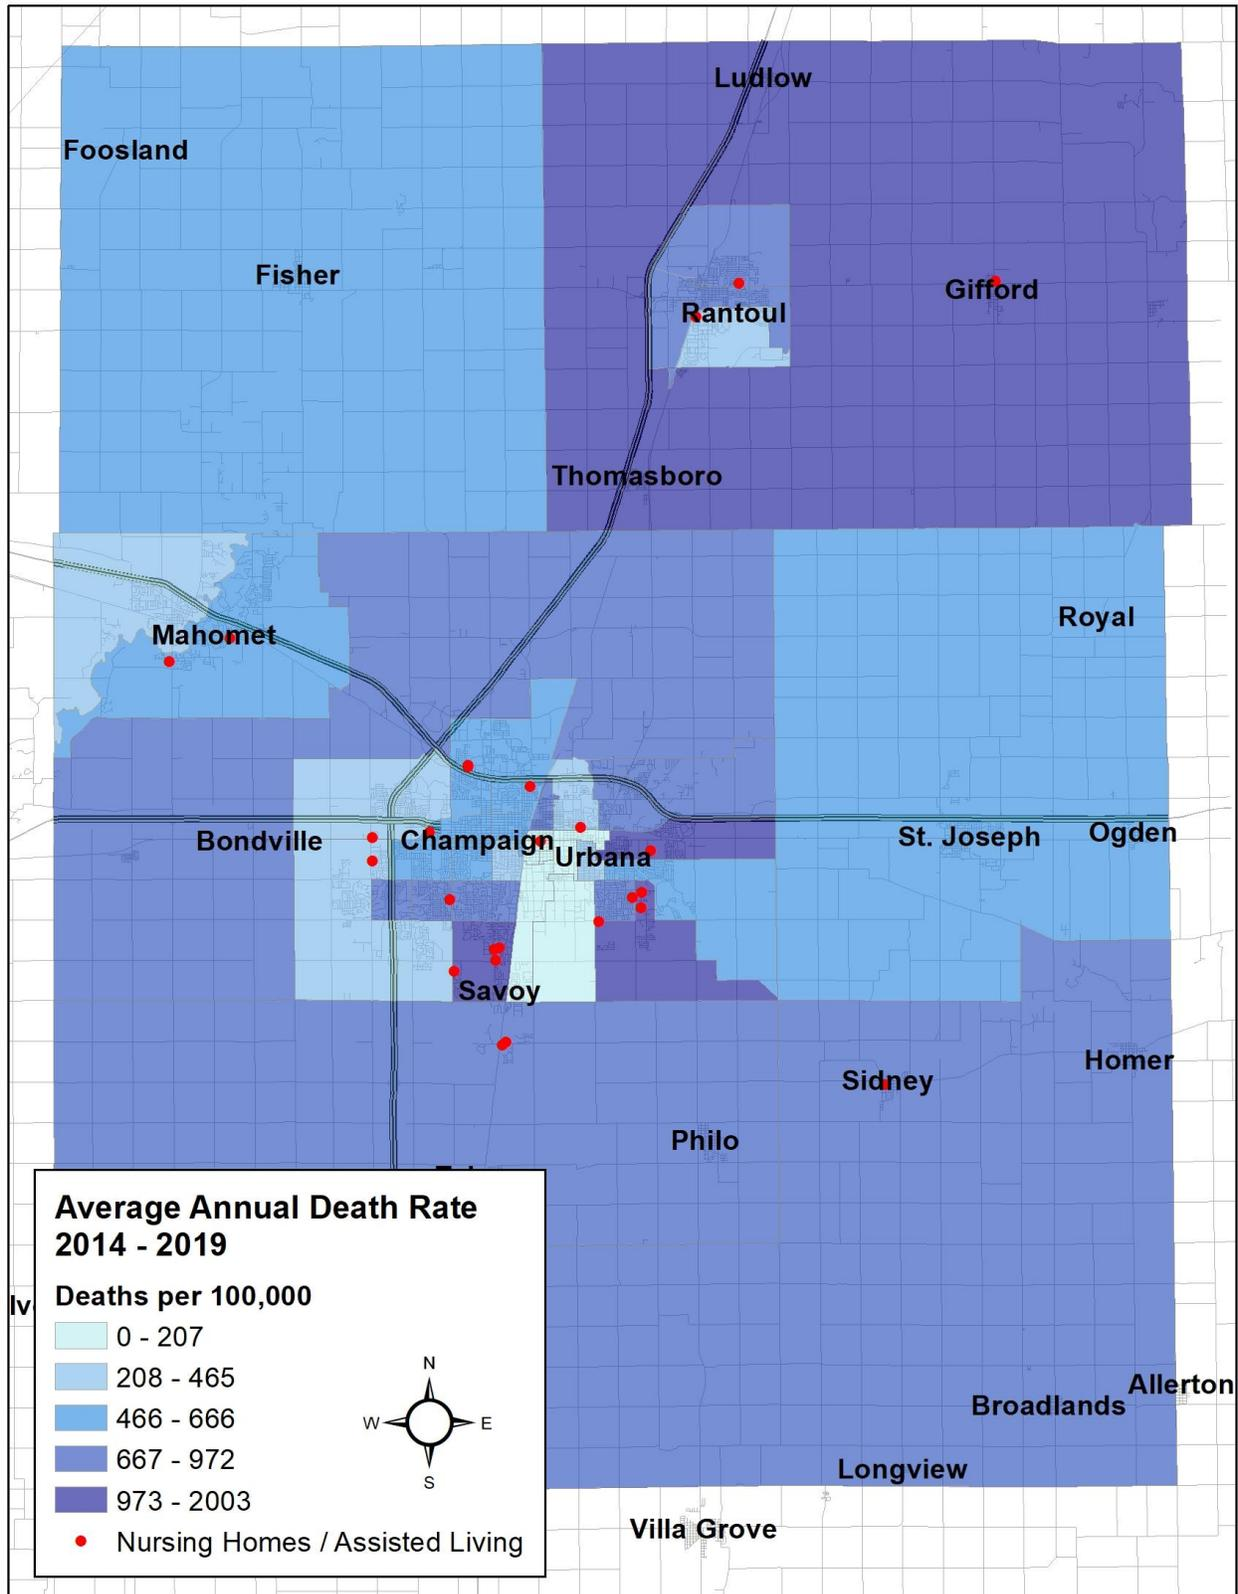 Ludlow
Foosland
Fisher
Gifford
Rantoul
Thomasboro
Royal
Mahomet
Bondville
Champaign
Urbana
St. Joseph
Ogden
Savoy
Homer
Sidney
Philo
Average Annual Death Rate
2014 - 2019
Deaths per 100,000
0 - 207
208 - 465
466 - 666
667 - 972
973 - 2003
Nursing Homes / Assisted Living
N
W
E
S
Allerton
Broadlands
Longview
Villa Grove